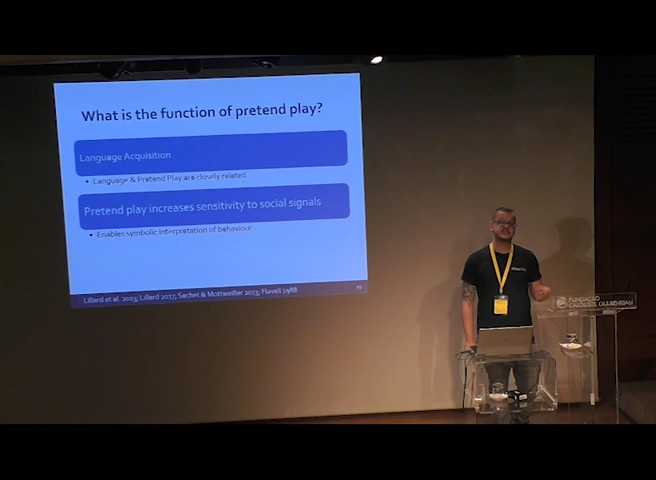 What is the function of pretend play?
Language Acquisition
• Language & Pretend Play are closely related
Pretend play increases sensitivity to social signals
• Enables symbolic interpretation of behaviour
Lillard et al. 2013; Lillard 2017, Sachet & Mottweiler 2013; Flavell 1988
FUNDAÇÃO
CALOUSTE GULBENKIAN